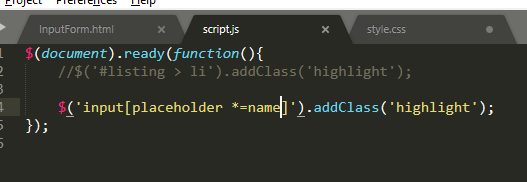 Project Preferences Help
InputForm.html × script.js × style.css
1 $(document).ready(function(){
2 //$('#listing > li').addClass('highlight');
3
4 $('input[placeholder *=name]').addClass('highlight');
5 });
6